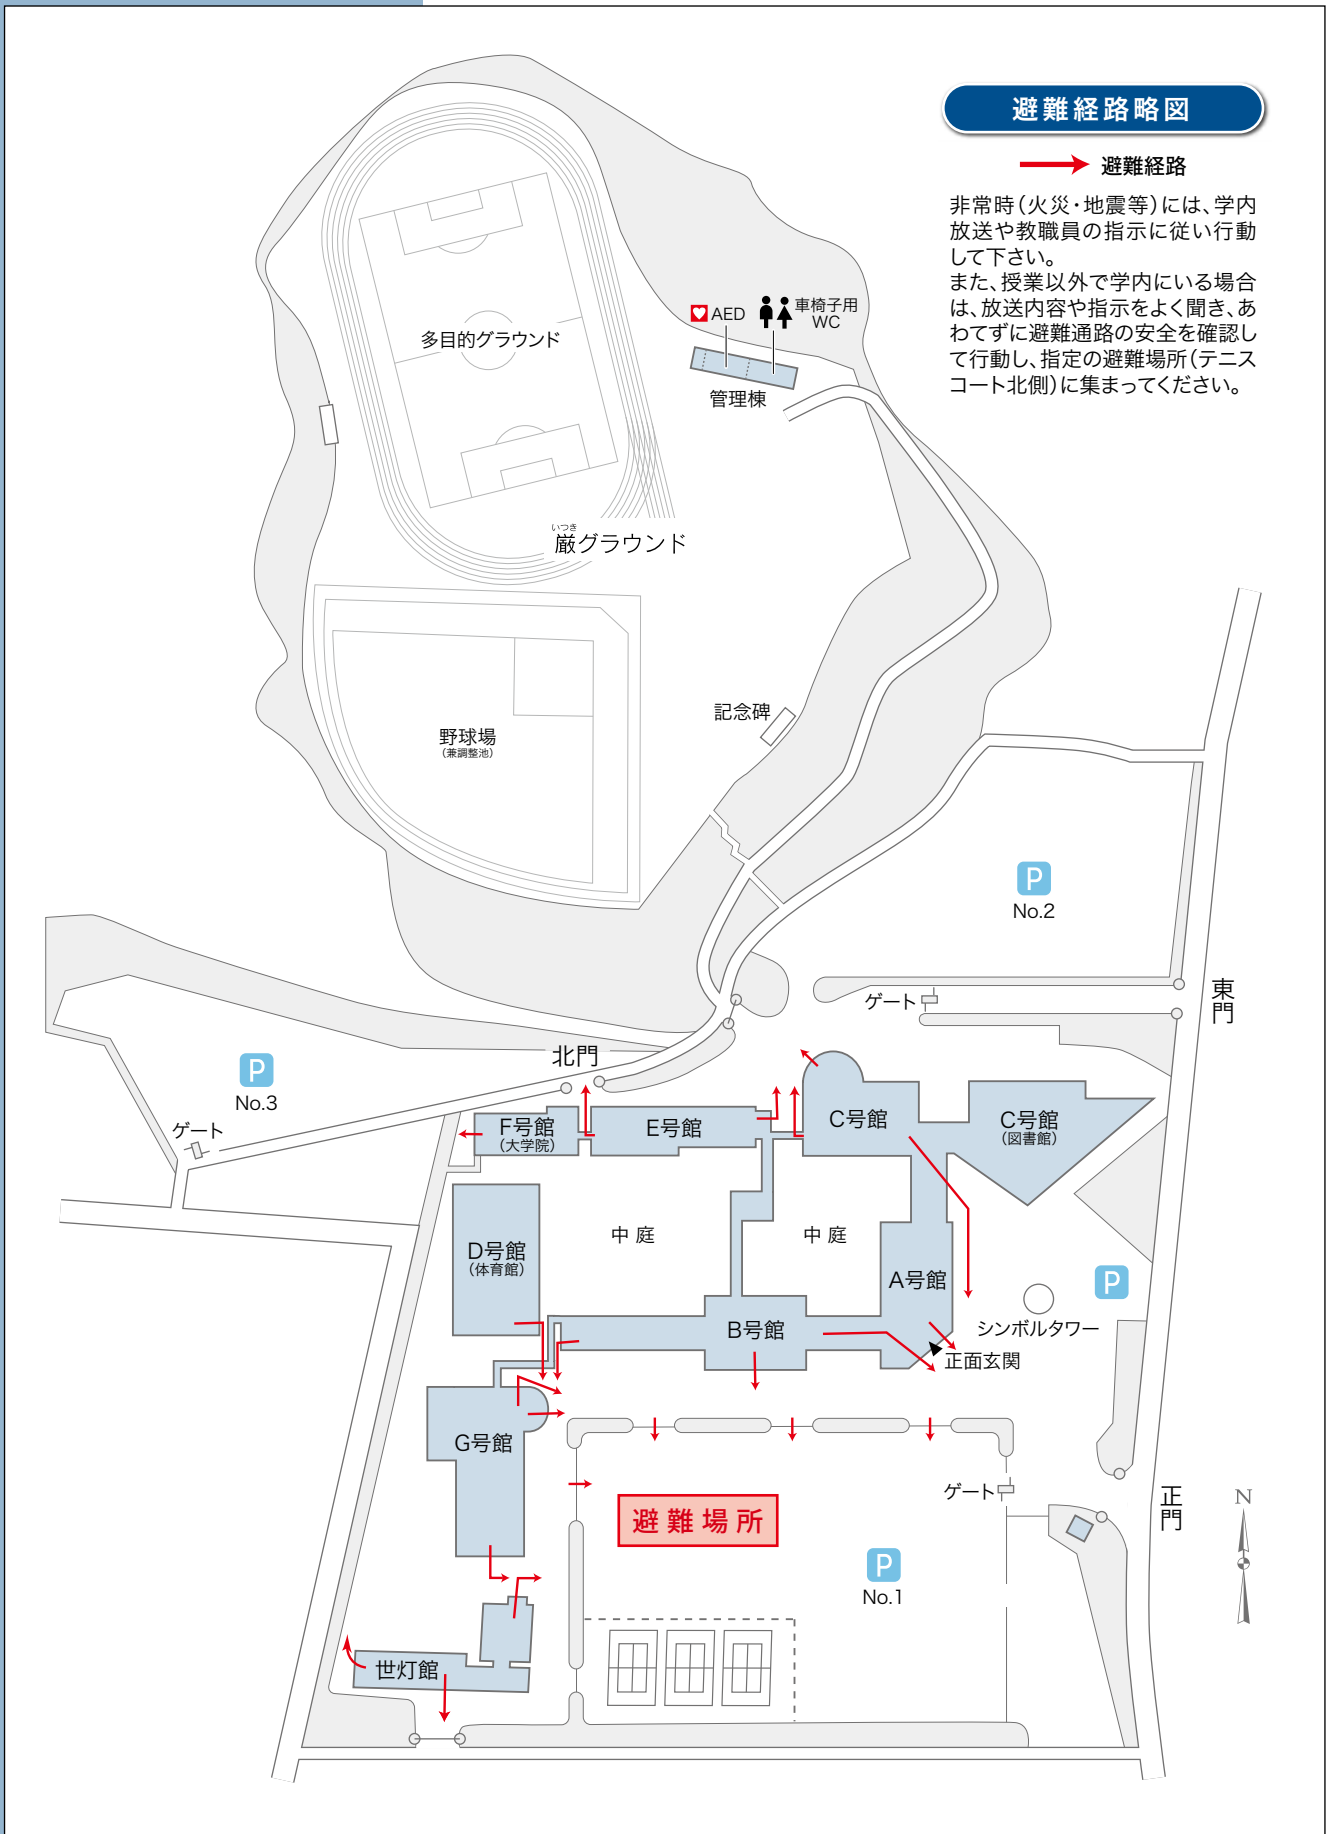 避難経路略図
避難経路
非常時（火災・地震等）には、学内
放送や教職員の指示に従い行動
して下さい。
また、授業以外で学内にいる場合
は、放送内容や指示をよく聞き、あ
わてずに避難通路の安全を確認し
て行動し、指定の避難場所（テニス
コート北側）に集まってください。
AED
車椅子用
WC
管理棟
多目的グラウンド
いつき
厳グラウンド
野球場
（兼調整池）
記念碑
P
No.2
ゲート
東門
北門
P
No.3
ゲート
F号館
（大学院）
E号館
C号館
C号館
（図書館）
D号館
（体育館）
中庭
中庭
A号館
P
B号館
シンボルタワー
正面玄関
G号館
ゲート
正門
N
避難場所
P
No.1
世灯館